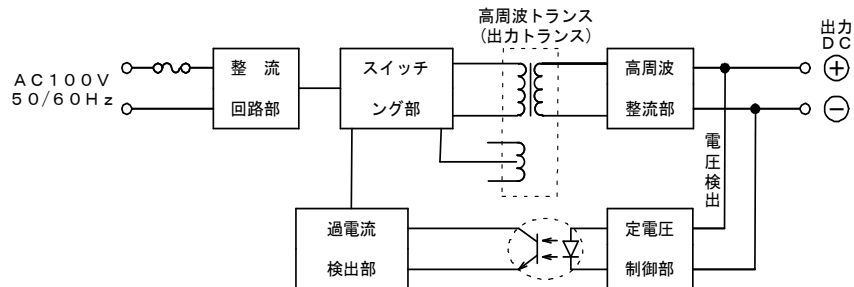 高周波トランス
(出力トランス)
出力
DC
AC100V
50/60Hz
整 流
回路部
スイッチ
ング部
高周波
整流部
+
−
電圧検出
過電流
検出部
定電圧
制御部